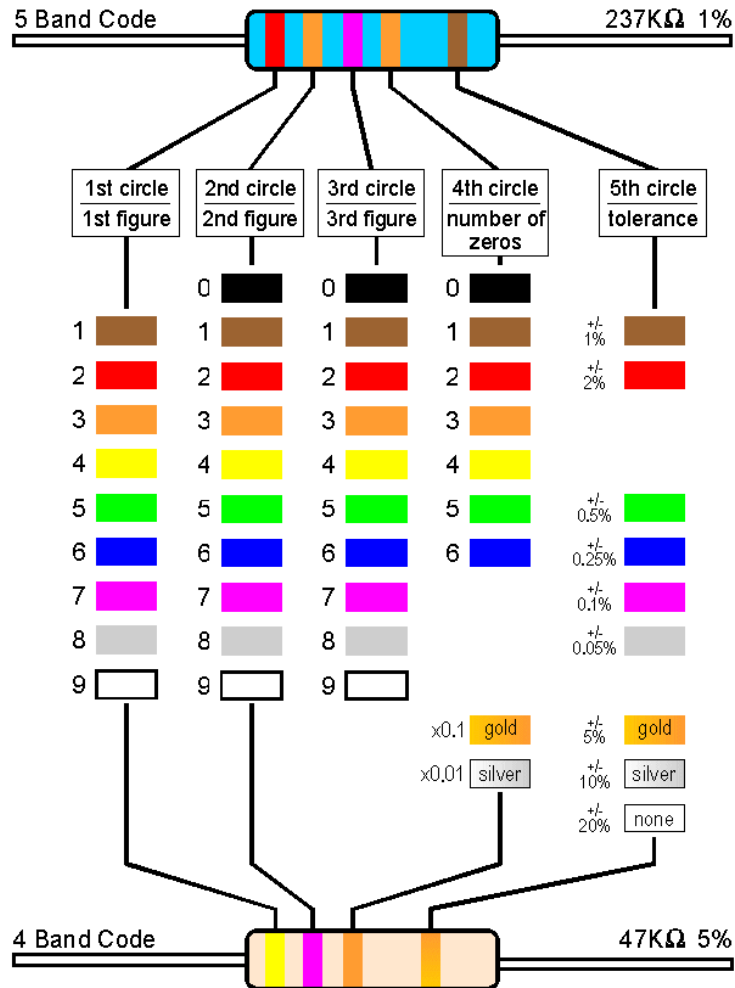 5 Band Code 237KΩ 1%
1st circle 2nd circle 3rd circle 4th circle 5th circle
1st figure 2nd figure 3rd figure number of tolerance
zeros
0 0 0
1 1 1 1 +/- 1%
2 2 2 2 +/- 2%
3 3 3 3
4 4 4 4
5 5 5 5 +/- 0.5%
6 6 6 6 +/- 0.25%
7 7 7 +/- 0.1%
8 8 8 +/- 0.05%
9 9 9
x0.1 gold +/- 5% gold
x0.01 silver +/- 10% silver
+/- 20% none
4 Band Code 47KΩ 5%